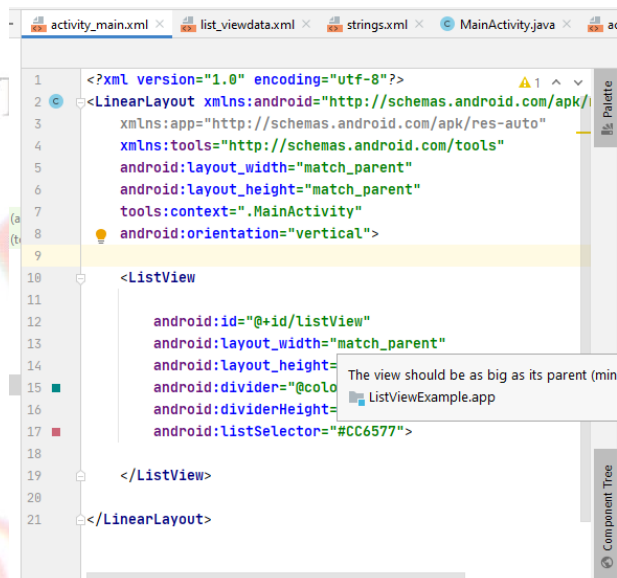 activity_main.xml × list_viewdata.xml × strings.xml × MainActivity.java × ac
1 <?xml version="1.0" encoding="utf-8"?> 1
2 <LinearLayout xmlns:android="http://schemas.android.com/apk/r
3 xmlns:app="http://schemas.android.com/apk/res-auto"
4 xmlns:tools="http://schemas.android.com/tools"
5 android:layout_width="match_parent"
6 android:layout_height="match_parent"
7 tools:context=".MainActivity"
8 android:orientation="vertical">
9
10 <ListView
11
12 android:id="@+id/listView"
13 android:layout_width="match_parent"
14 android:layout_height=
15 android:divider="@colo
16 android:dividerHeight=
17 android:listSelector="#CC6577">
18
19 </ListView>
20
21 </LinearLayout>
The view should be as big as its parent (min
ListViewExample.app
(a
(to
Palette
Component Tree